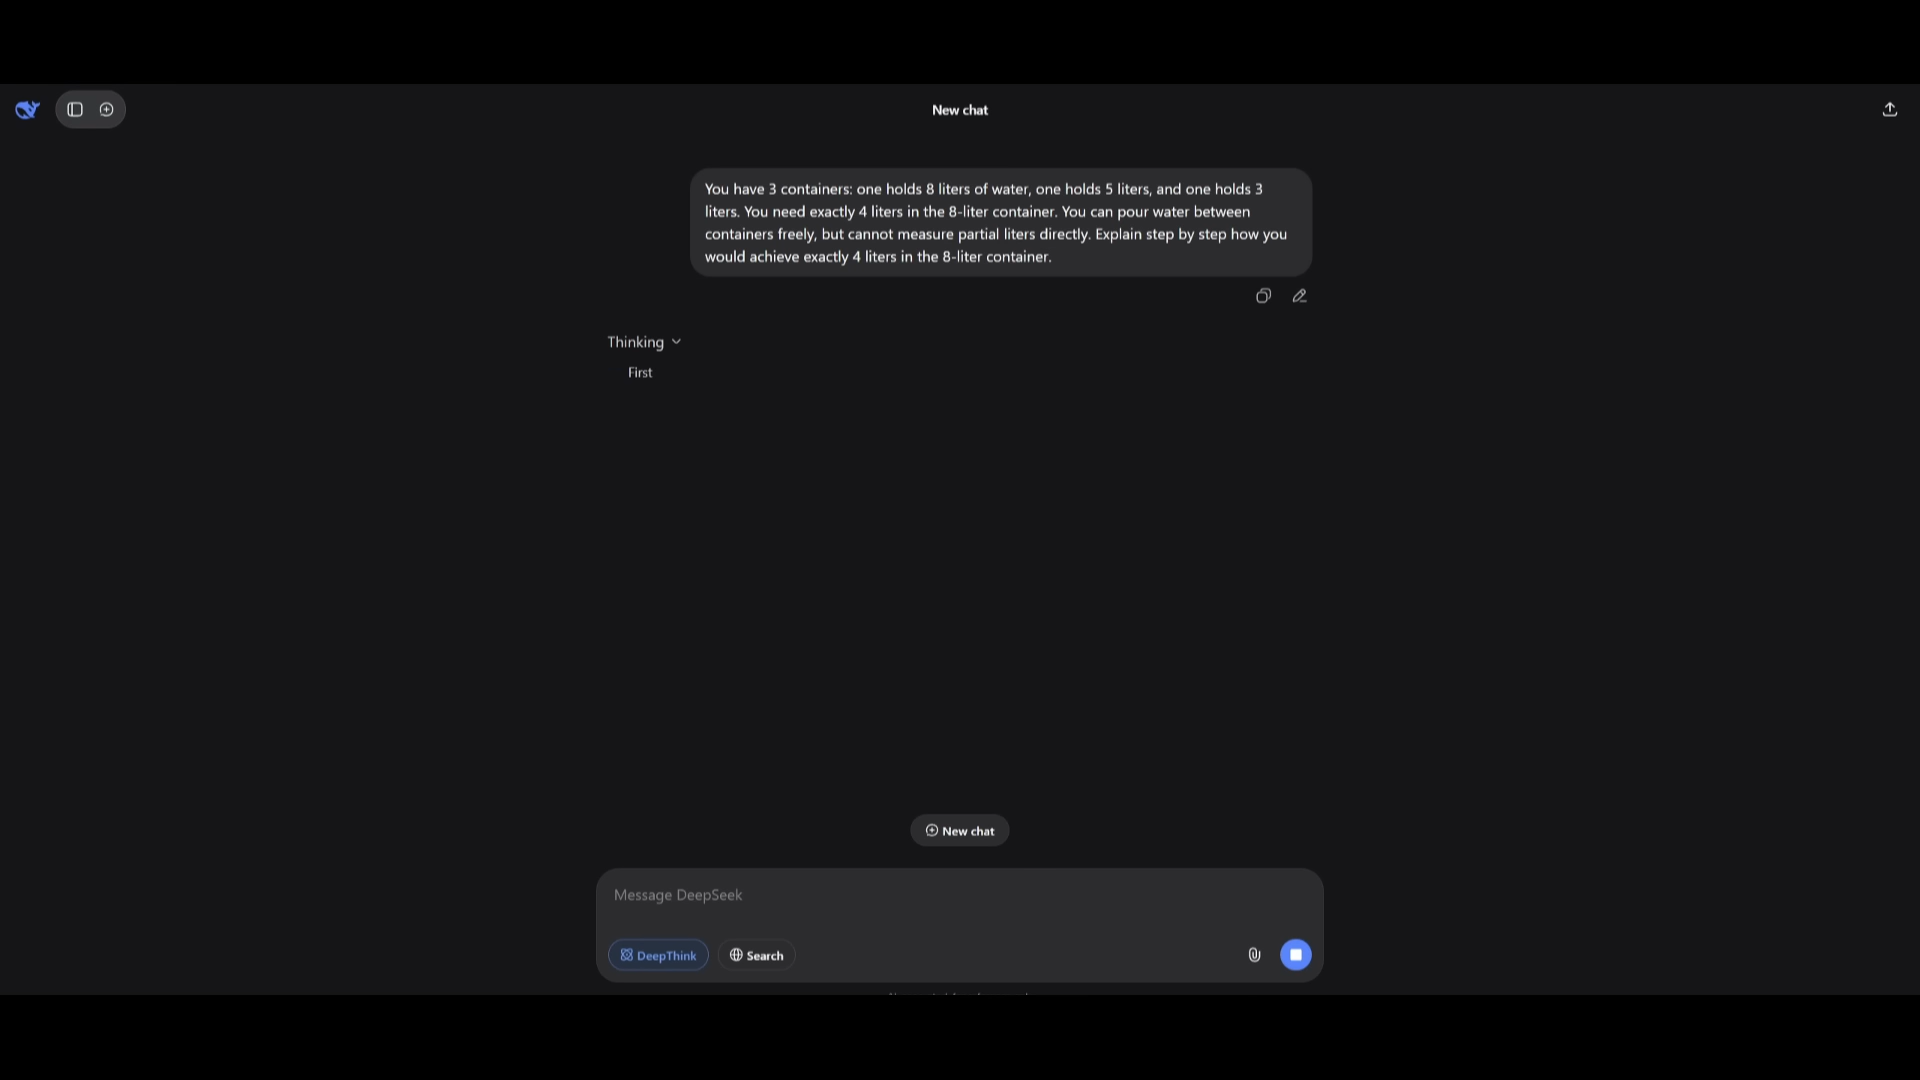 New chat
You have 3 containers: one holds 8 liters of water, one holds 5 liters, and one holds 3
liters. You need exactly 4 liters in the 8-liter container. You can pour water between
containers freely, but cannot measure partial liters directly. Explain step by step how you
would achieve exactly 4 liters in the 8-liter container.
Thinking
First
New chat
Message DeepSeek
DeepThink
Search